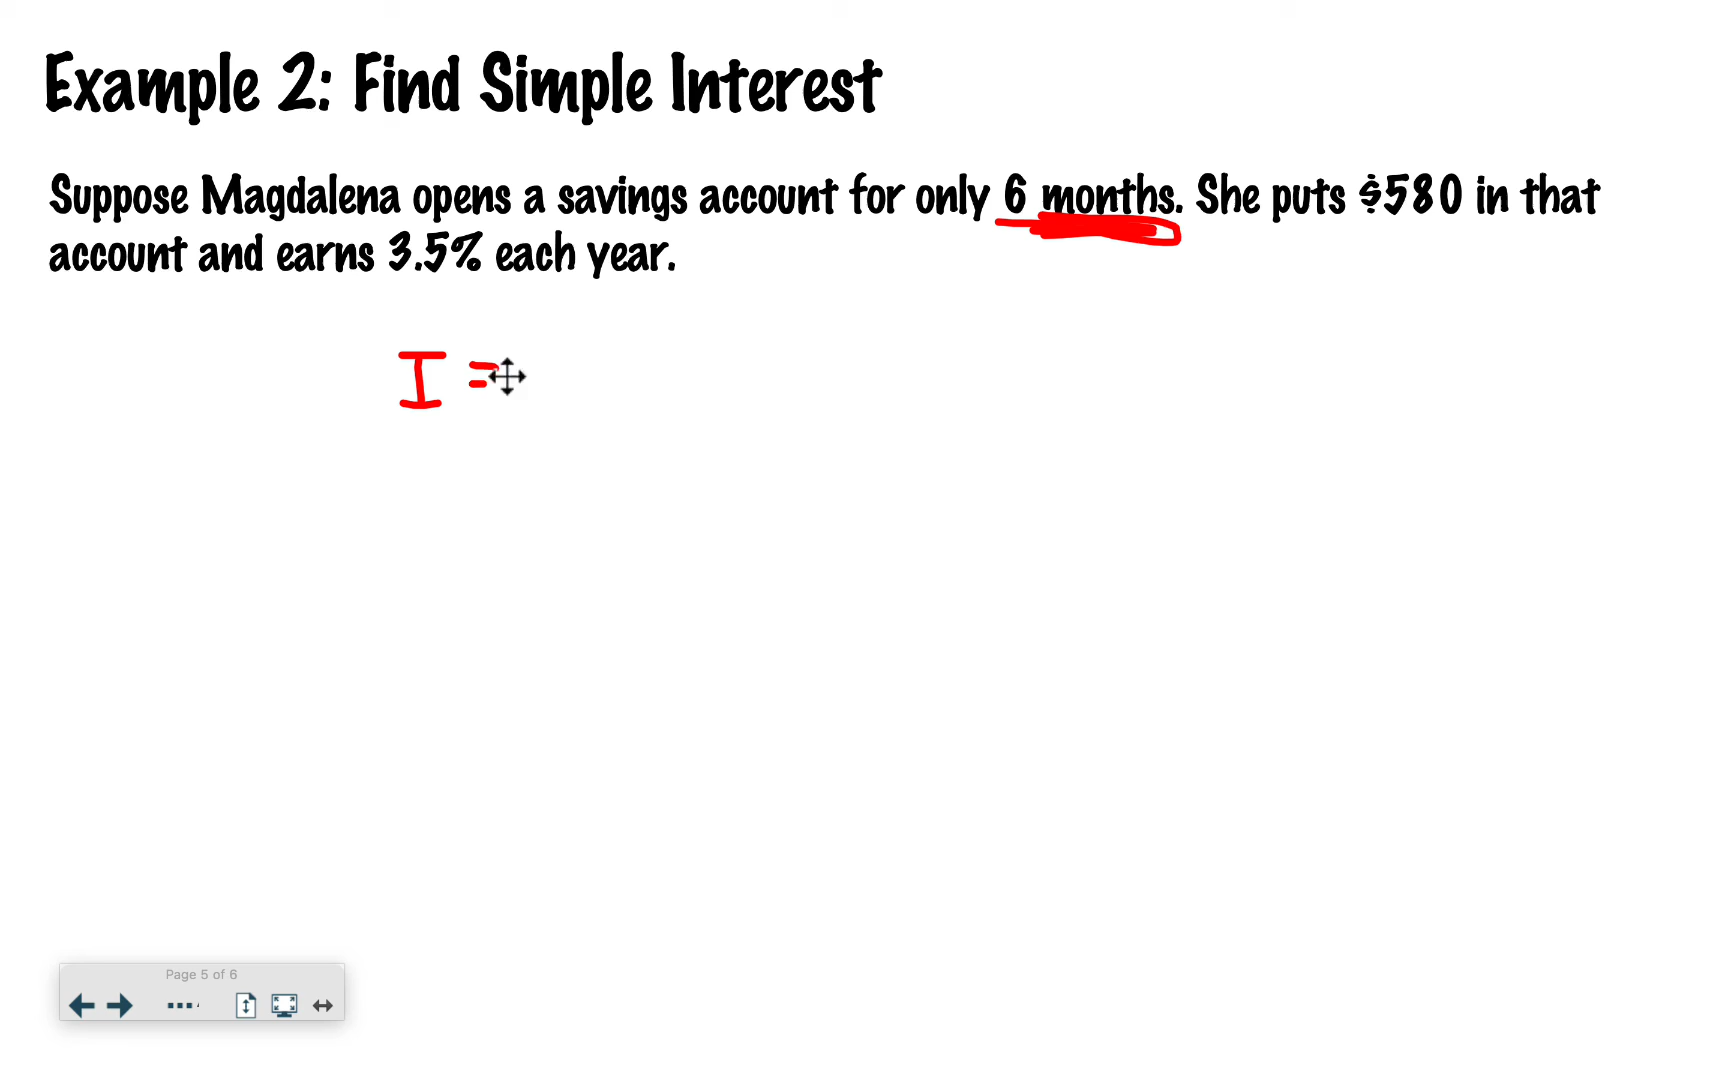 Example 2: Find Simple Interest
Suppose Magdalena opens a savings account for only 6 months. She puts $580 in that
account and earns 3.5% each year.
I =
Page 5 of 6